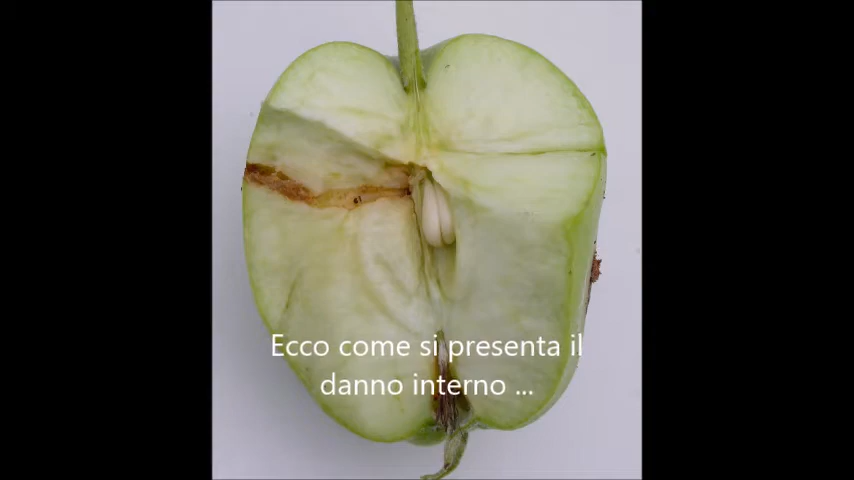 Ecco come si presenta il
danno interno ...